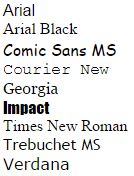 Arial
Arial Black
Comic Sans MS
Courier New
Georgia
Impact
Times New Roman
Trebuchet MS
Verdana